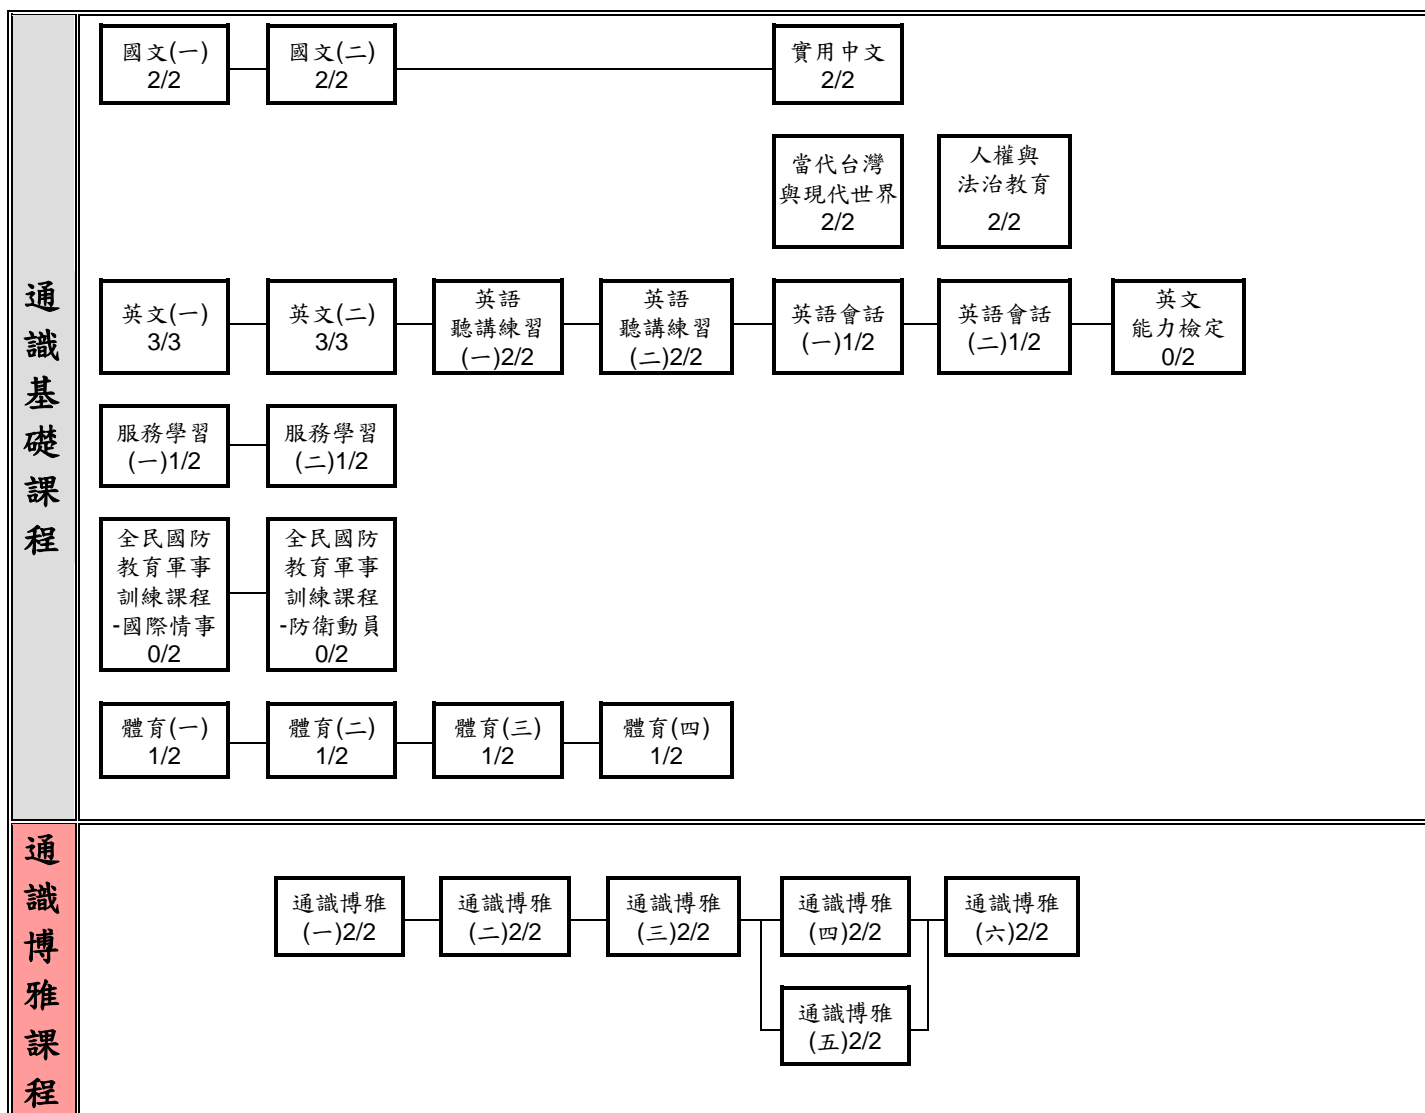 通識基礎課程
國文(一)
2/2
國文(二)
2/2
實用中文
2/2
當代台灣
與現代世界
2/2
人權與
法治教育
2/2
英文(一)
3/3
英文(二)
3/3
英語
聽講練習
(一)2/2
英語
聽講練習
(二)2/2
英語會話
(一)1/2
英語會話
(二)1/2
英文
能力檢定
0/2
服務學習
(一)1/2
服務學習
(二)1/2
全民國防
教育軍事
訓練課程
-國際情事
0/2
全民國防
教育軍事
訓練課程
-防衛動員
0/2
體育(一)
1/2
體育(二)
1/2
體育(三)
1/2
體育(四)
1/2
通識博雅課程
通識博雅
(一)2/2
通識博雅
(二)2/2
通識博雅
(三)2/2
通識博雅
(四)2/2
通識博雅
(五)2/2
通識博雅
(六)2/2